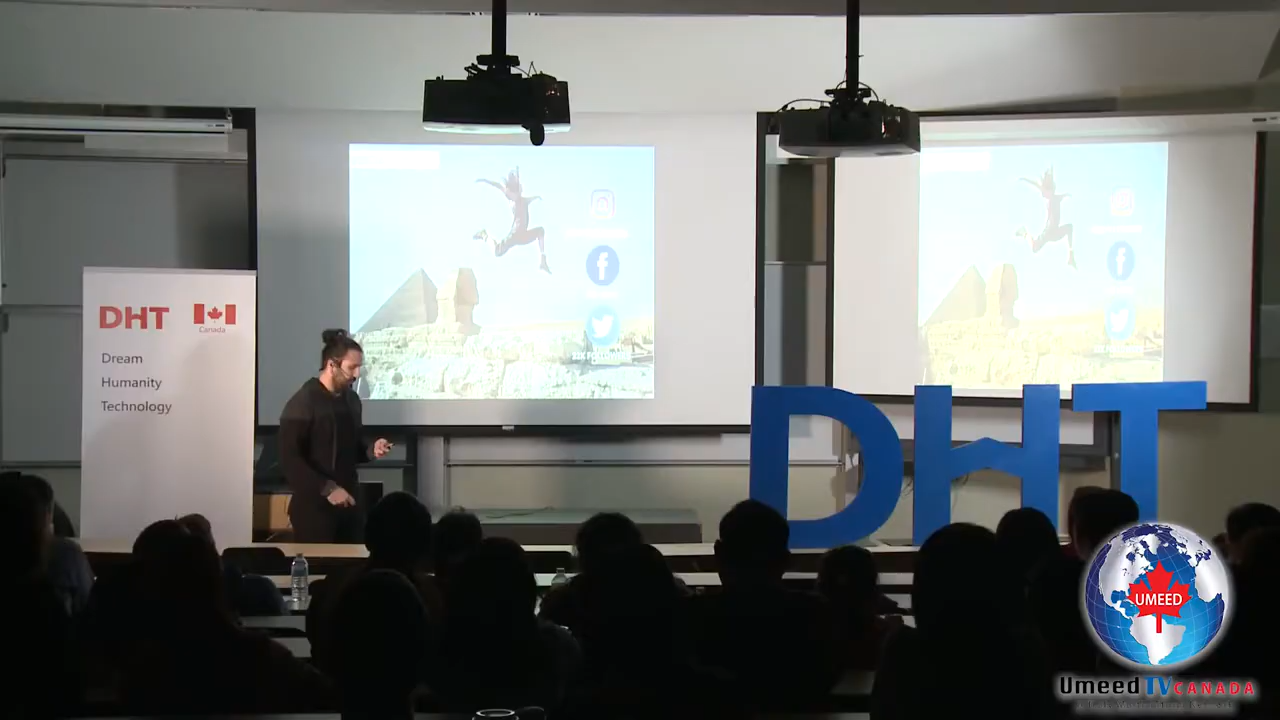 DHT
Canada
Dream
Humanity
Technology
DHT
UMEED
Umeed TV CANADA